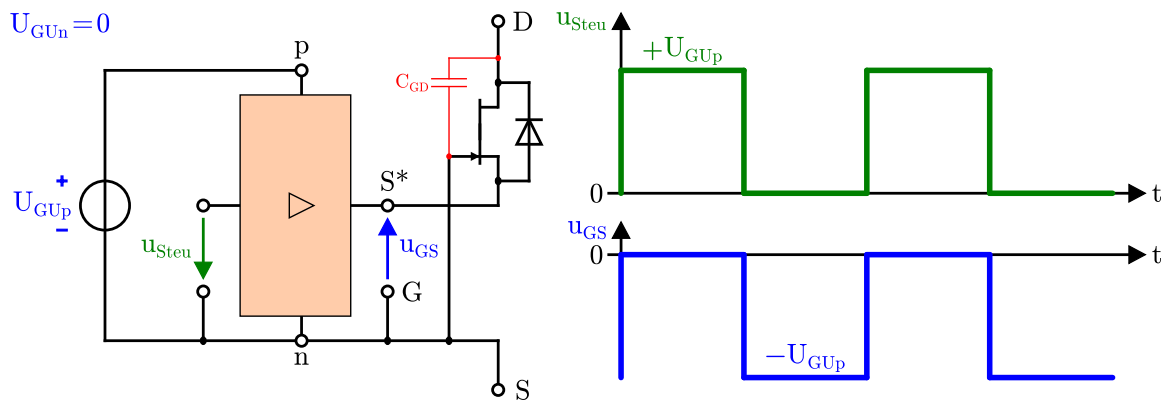 U_GUn=0
p
D
C_GD
+
U_GUp
−
S*
u_Steu
u_GS
G
n
S
u_Steu
+U_GUp
0
t
u_GS
0
t
−U_GUp